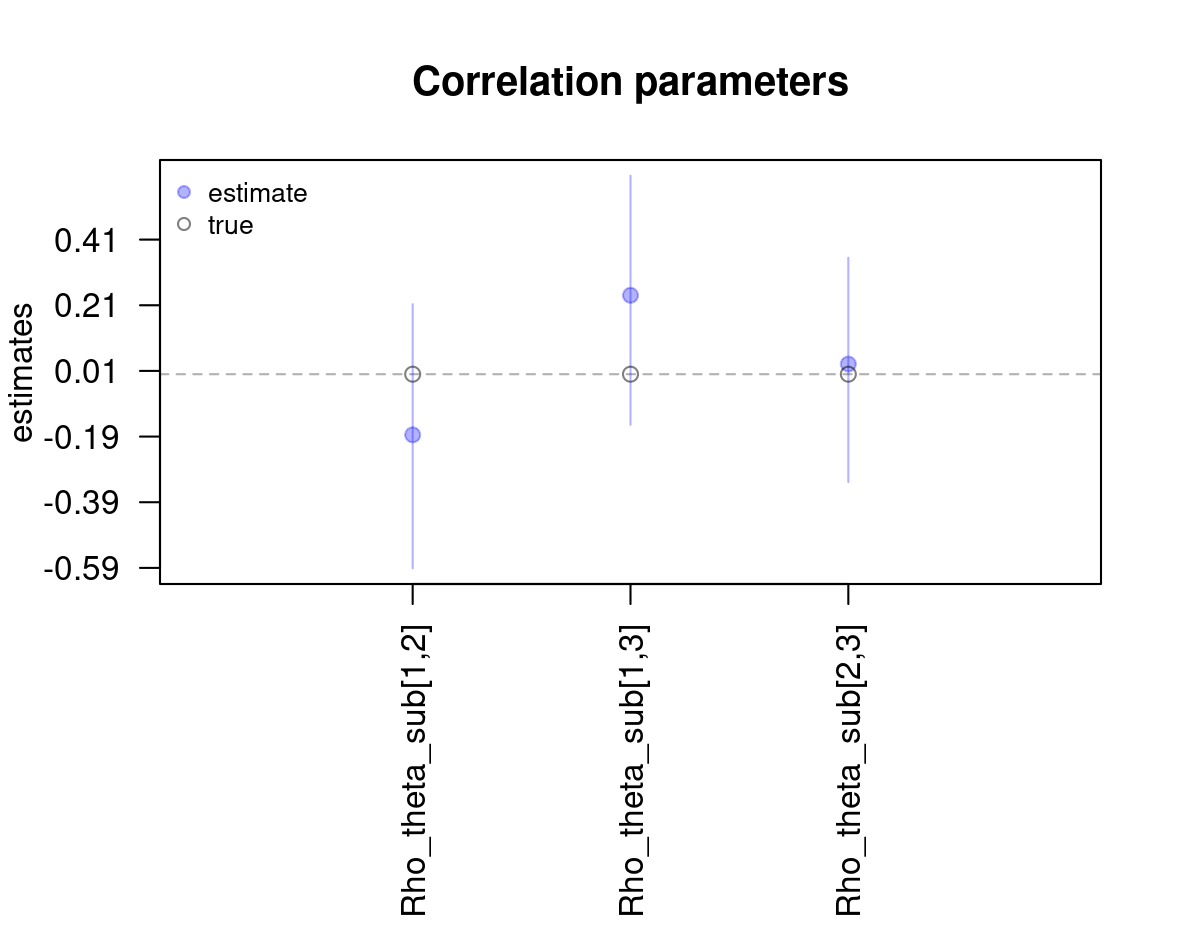 Correlation parameters
estimate
true
0.41
0.21
0.01
-0.19
-0.39
-0.59
estimates
Rho_theta_sub[1,2]
Rho_theta_sub[1,3]
Rho_theta_sub[2,3]